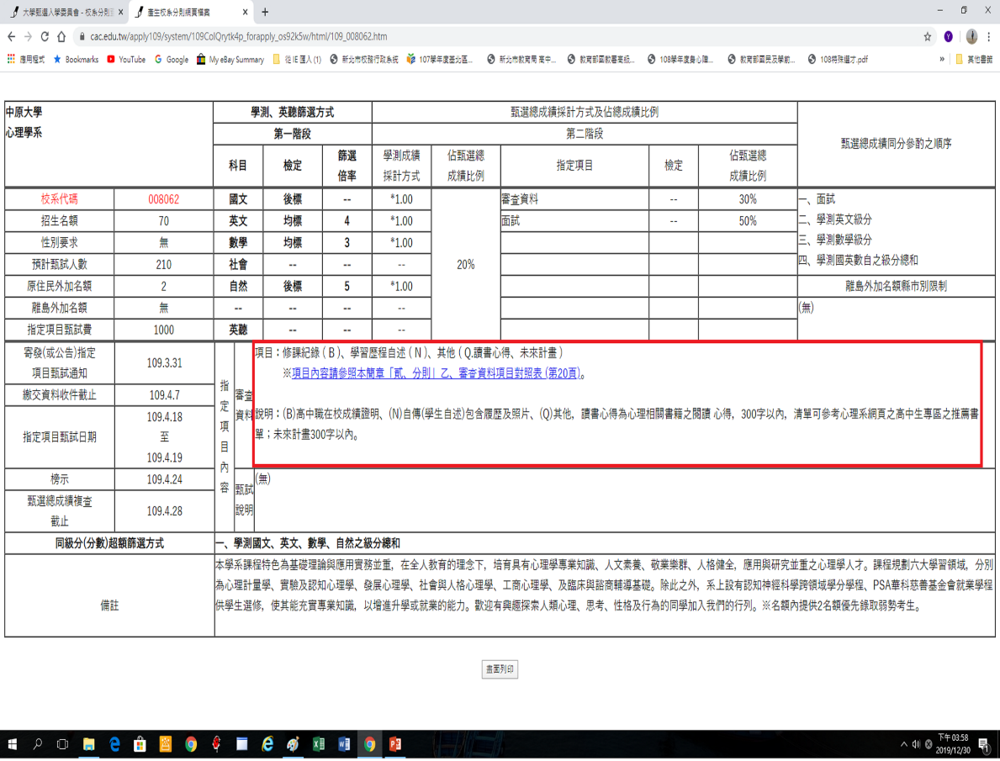 大學甄選入學委員會 - 校系分則
產生校系分則網頁檔案
cac.edu.tw/apply109/system/109ColQrytk4p_forapply_os92k5w/html/109_008062.htm
應用程式 Bookmarks YouTube Google My eBay Summary 從 IE 匯入 (1) 新北市校務行政系統 107學年度臺北區... 新北市教育局 高中... 教育部國教署高級... 108學年度身心障... 教育部國民及學前... 108特殊選才.pdf » 其他書籤
中原大學
心理學系
學測、英聽篩選方式 甄選總成績採計方式及佔總成績比例 甄選總成績同分參酌之順序
第一階段 第二階段
科目 檢定 篩選倍率 學測成績採計方式 佔甄選總成績比例 指定項目 檢定 佔甄選總成績比例
校系代碼 008062 國文 後標 -- *1.00 20% 審查資料 -- 30% 一、面試
招生名額 70 英文 均標 4 *1.00 面試 -- 50% 二、學測英文級分
性別要求 無 數學 均標 3 *1.00 三、學測數學級分
預計甄試人數 210 社會 -- -- -- 四、學測國英數自之級分總和
原住民外加名額 2 自然 後標 5 *1.00 離島外加名額縣市別限制
離島外加名額 無 -- -- -- -- (無)
指定項目甄試費 1000 英聽 -- -- --
寄發(或公告)指定項目甄試通知 109.3.31
繳交資料收件截止 109.4.7
指定項目甄試日期 109.4.18 至 109.4.19
榜示 109.4.24
甄選總成績複查截止 109.4.28
指定項目內容
審查資料
項目：修課紀錄 ( B )、學習歷程自述 ( N )、其他 ( Q.讀書心得、未來計畫 )
※項目內容請參照本簡章「貳、分則」乙、審查資料項目對照表 (第20頁)。
說明：(B)高中職在校成績證明、(N)自傳(學生自述)包含履歷及照片、(Q)其他, 讀書心得為心理相關書籍之閱讀 心得, 300字以內, 清單可參考心理系網頁之高中生專區之推薦書
單；未來計畫300字以內。
甄試說明
(無)
同級分(分數)超額篩選方式 一、學測國文、英文、數學、自然之級分總和
備註
本學系課程特色為基礎理論與應用實務並重, 在全人教育的理念下, 培育具有心理學專業知識、人文素養、敬業樂群、人格健全, 應用與研究並重之心理學人才。課程規劃六大學習領域, 分別
為心理計量學、實驗及認知心理學、發展心理學、社會與人格心理學、工商心理學、及臨床與諮商輔導基礎。除此之外, 系上設有認知神經科學跨領域學分學程、PSA華科慈善基金會就業學程
供學生選修, 使其能充實專業知識, 以增進升學或就業的能力。歡迎有興趣探索人類心理、思考、性格及行為的同學加入我們的行列。※名額內提供2名額優先錄取弱勢考生。
畫面列印
下午 03:58
2019/12/30